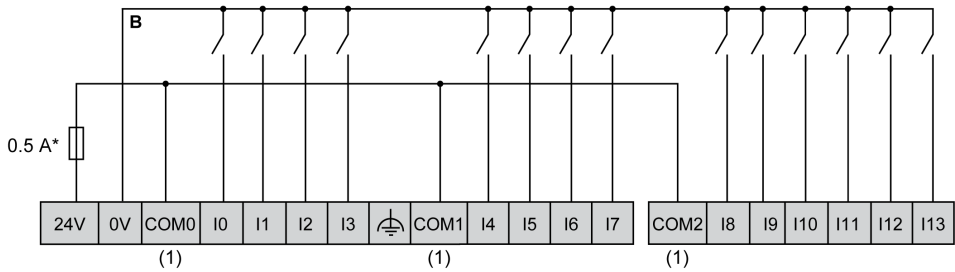 B
0.5 A*
24V 0V COM0 I0 I1 I2 I3 COM1 I4 I5 I6 I7 COM2 I8 I9 I10 I11 I12 I13
(1) (1) (1)